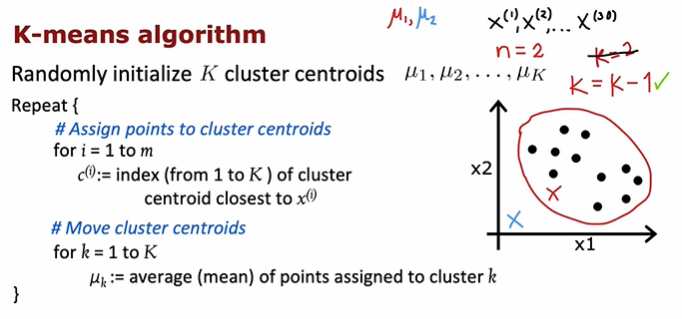 μ₁, μ₂
x⁽¹⁾, x⁽²⁾, ... x⁽³⁰⁾
K-means algorithm
n = 2
K=2
Randomly initialize K cluster centroids μ₁, μ₂, . . . , μ_K
K = K - 1 ✓
Repeat {
# Assign points to cluster centroids
for i = 1 to m
c⁽ⁱ⁾:= index (from 1 to K) of cluster
centroid closest to x⁽ⁱ⁾
# Move cluster centroids
for k = 1 to K
μₖ := average (mean) of points assigned to cluster k
}
x2
x1